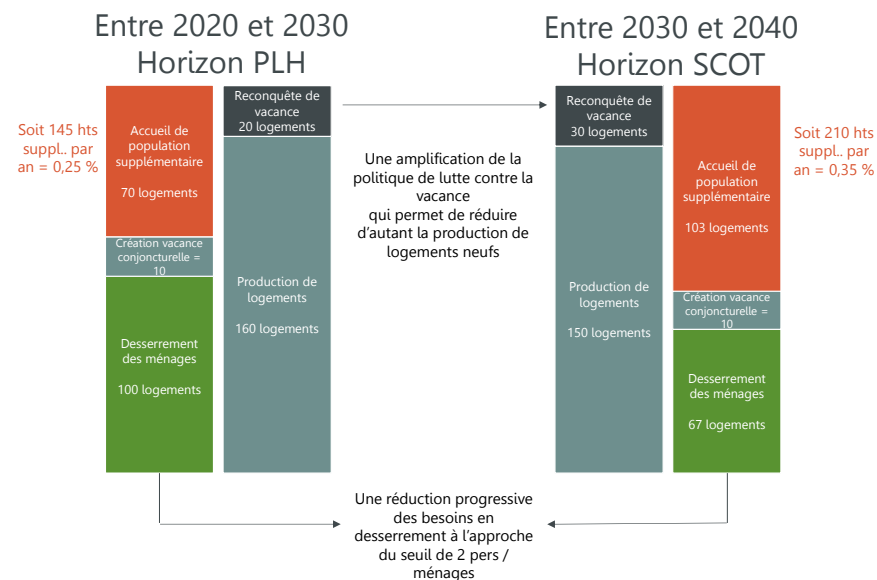 Entre 2020 et 2030
Horizon PLH
Entre 2030 et 2040
Horizon SCOT
Soit 145 hts
suppl.. par
an = 0,25 %
Accueil de
population
supplémentaire
70 logements
Création vacance
conjoncturelle =
10
Desserrement
des ménages
100 logements
Reconquête de
vacance
20 logements
Production de
logements
160 logements
Une amplification de la
politique de lutte contre la
vacance
qui permet de réduire
d’autant la production de
logements neufs
Reconquête de
vacance
30 logements
Production de
logements
150 logements
Accueil de
population
supplémentaire
103 logements
Création vacance
conjoncturelle =
10
Desserrement
des ménages
67 logements
Soit 210 hts
suppl.. par
an = 0,35 %
Une réduction progressive
des besoins en
desserrement à l’approche
du seuil de 2 pers /
ménages